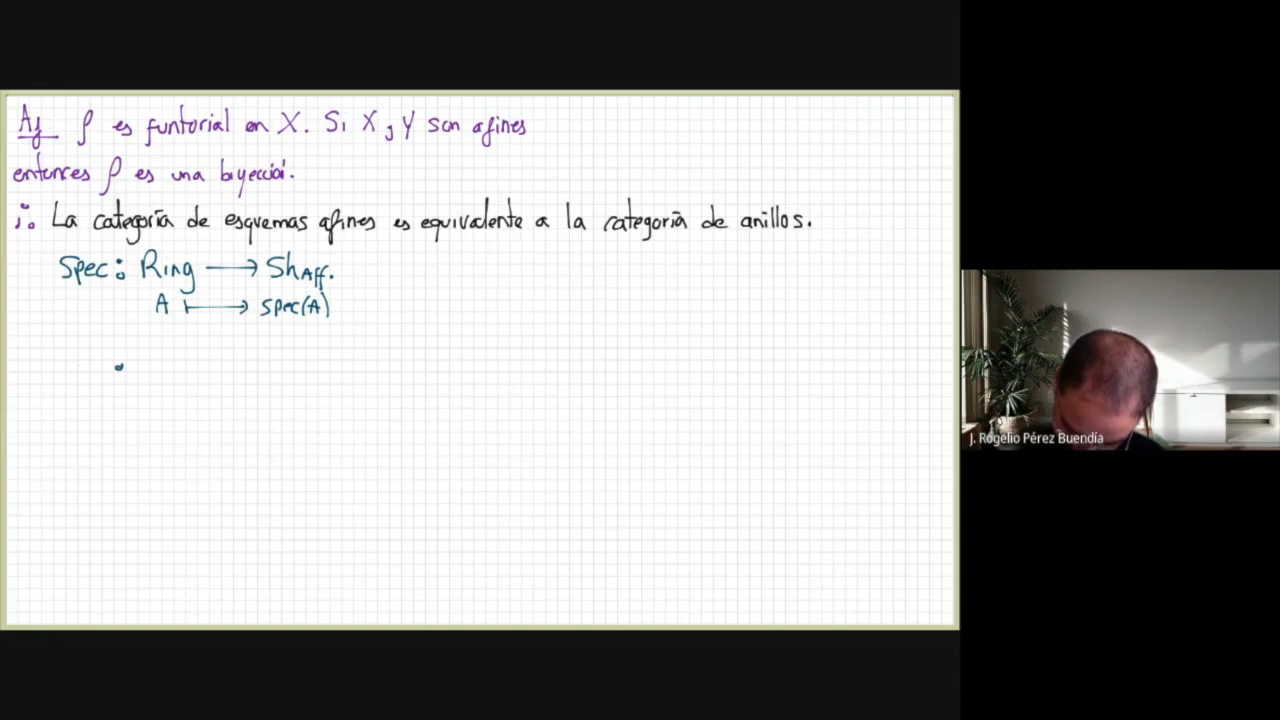 Af ρ es funtorial en X. Si X, Y son afines
entonces ρ es una biyección.
∴ La categoría de esquemas afines es equivalente a la categoría de anillos.
Spec: Ring ⟶ ShAff.
A ⟼ Spec(A)
J. Rogelio Pérez Buendía